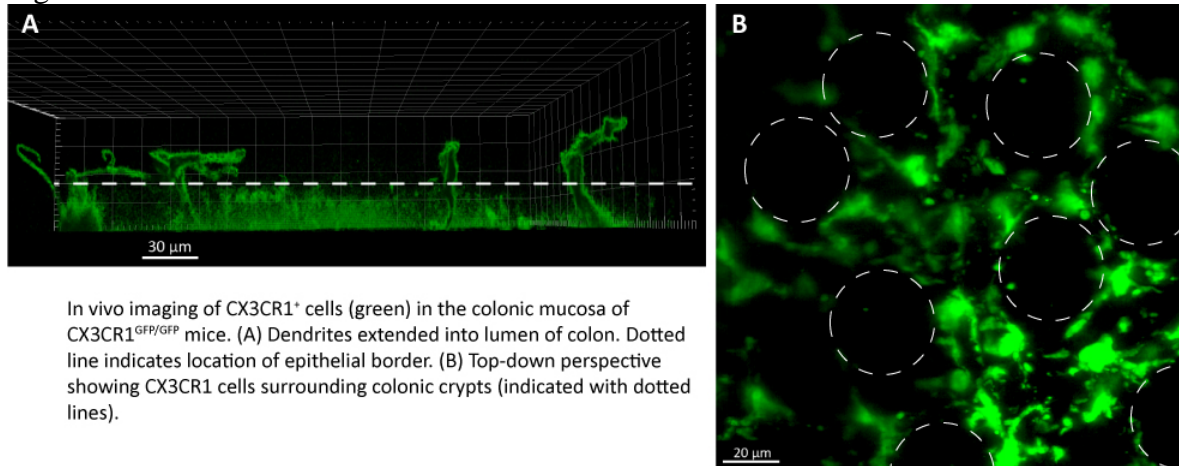 A
B
30 μm
In vivo imaging of CX3CR1⁺ cells (green) in the colonic mucosa of
CX3CR1ᴳᶠᴾ/ᴳᶠᴾ mice. (A) Dendrites extended into lumen of colon. Dotted
line indicates location of epithelial border. (B) Top-down perspective
showing CX3CR1 cells surrounding colonic crypts (indicated with dotted
lines).
20 μm